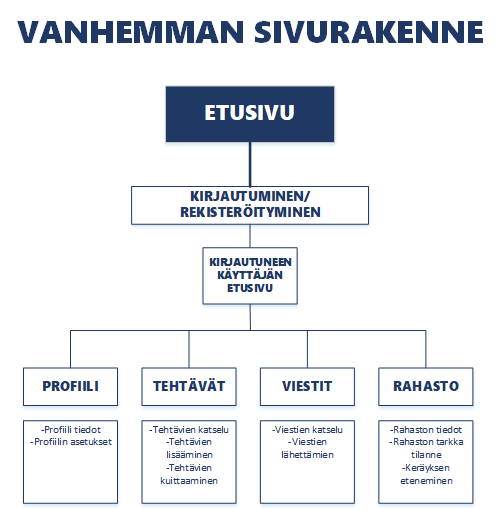 VANHEMMAN SIVURAKENNE
ETUSIVU
KIRJAUTUMINEN/
REKISTERÖITYMINEN
KIRJAUTUNEEN
KÄYTTÄJÄN
ETUSIVU
PROFIILI
TEHTÄVÄT
VIESTIT
RAHASTO
-Profiili tiedot
-Profiilin asetukset
-Tehtävien katselu
-Tehtävien
lisääminen
-Tehtävien
kuittaaminen
-Viestien katselu
-Viestien
lähettämien
-Rahaston tiedot
-Rahaston tarkka
tilanne
-Keräyksen
eteneminen